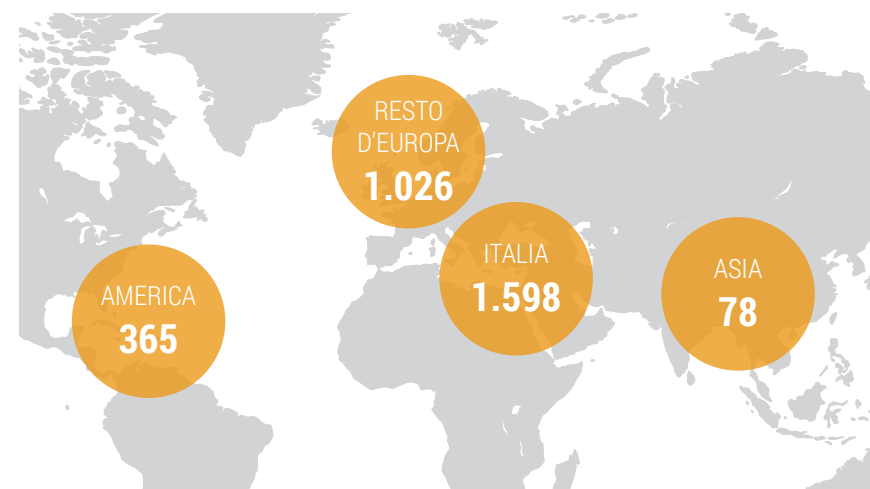 RESTO
D'EUROPA
1.026
ITALIA
1.598
ASIA
78
AMERICA
365